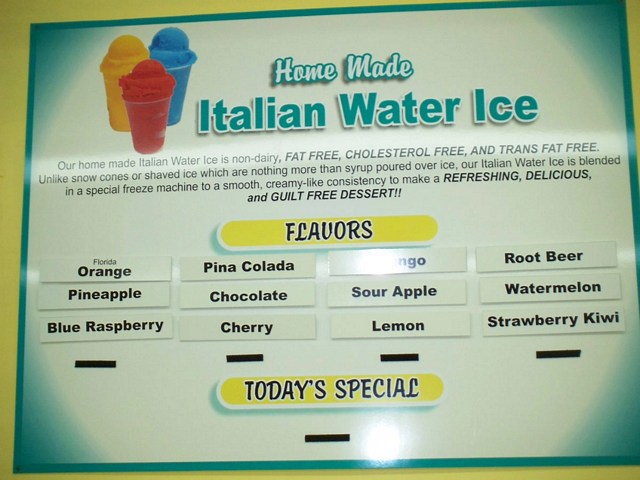 Home Made
Italian Water Ice
Our home made Italian Water Ice is non-dairy, FAT FREE, CHOLESTEROL FREE, AND TRANS FAT FREE.
Unlike snow cones or shaved ice which are nothing more than syrup poured over ice, our Italian Water Ice is blended
in a special freeze machine to a smooth, creamy-like consistency to make a REFRESHING, DELICIOUS,
and GUILT FREE DESSERT!!
FLAVORS
Florida
Orange
Pina Colada
Root Beer
Pineapple
Chocolate
Sour Apple
Watermelon
Blue Raspberry
Cherry
Lemon
Strawberry Kiwi
TODAY'S SPECIAL